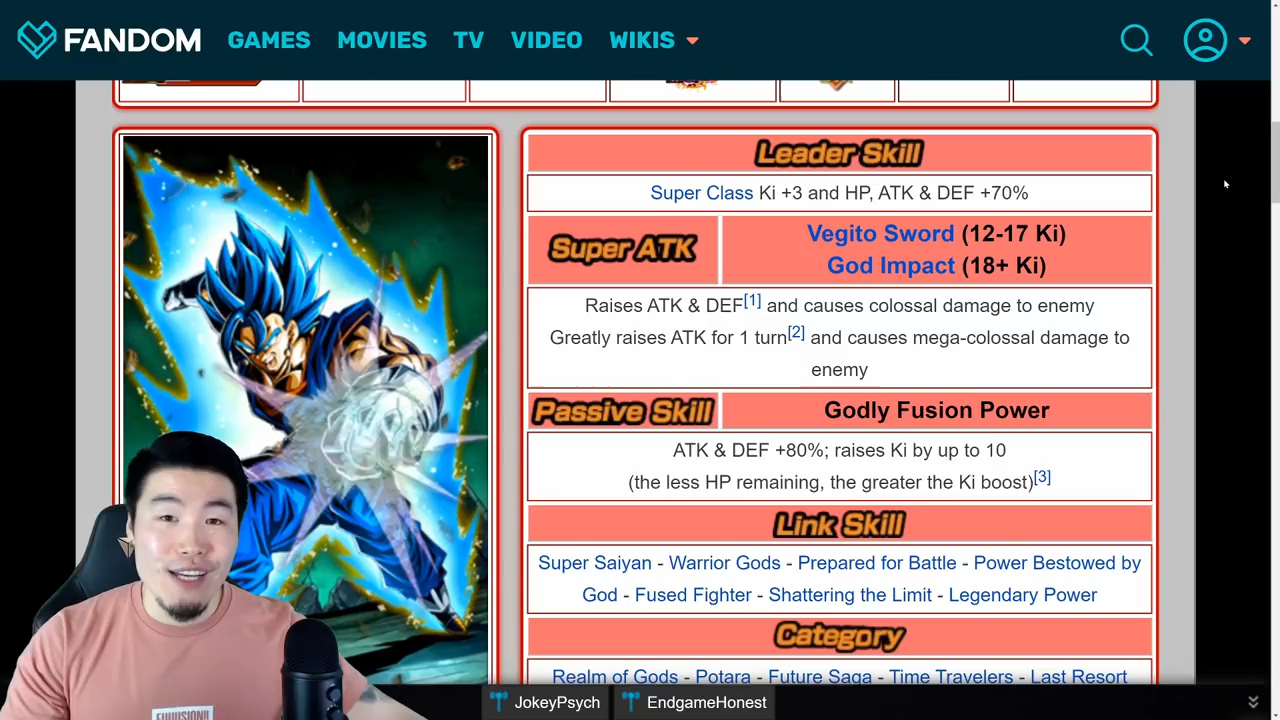 FANDOM GAMES MOVIES TV VIDEO WIKIS
Leader Skill
Super Class Ki +3 and HP, ATK & DEF +70%
Super ATK
Vegito Sword (12-17 Ki)
God Impact (18+ Ki)
Raises ATK & DEF[1] and causes colossal damage to enemy
Greatly raises ATK for 1 turn[2] and causes mega-colossal damage to
enemy
Passive Skill
Godly Fusion Power
ATK & DEF +80%; raises Ki by up to 10
(the less HP remaining, the greater the Ki boost)[3]
Link Skill
Super Saiyan - Warrior Gods - Prepared for Battle - Power Bestowed by
God - Fused Fighter - Shattering the Limit - Legendary Power
Category
Realm of Gods - Potara - Future Saga - Time Travelers - Last Resort
JokeyPsych EndgameHonest